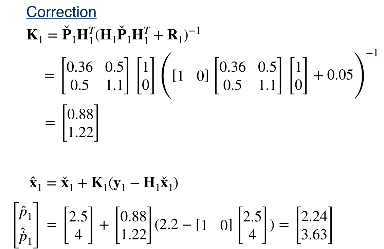 Correction
K₁ = P̌₁H₁ᵀ(H₁P̌₁H₁ᵀ + R₁)⁻¹
= [0.36 0.5; 0.5 1.1] [1; 0] ( [1 0] [0.36 0.5; 0.5 1.1] [1; 0] + 0.05 )⁻¹
= [0.88; 1.22]
x̂₁ = x̌₁ + K₁(y₁ − H₁x̌₁)
[p̂₁; ṗ̂₁] = [2.5; 4] + [0.88; 1.22] (2.2 − [1 0] [2.5; 4]) = [2.24; 3.63]